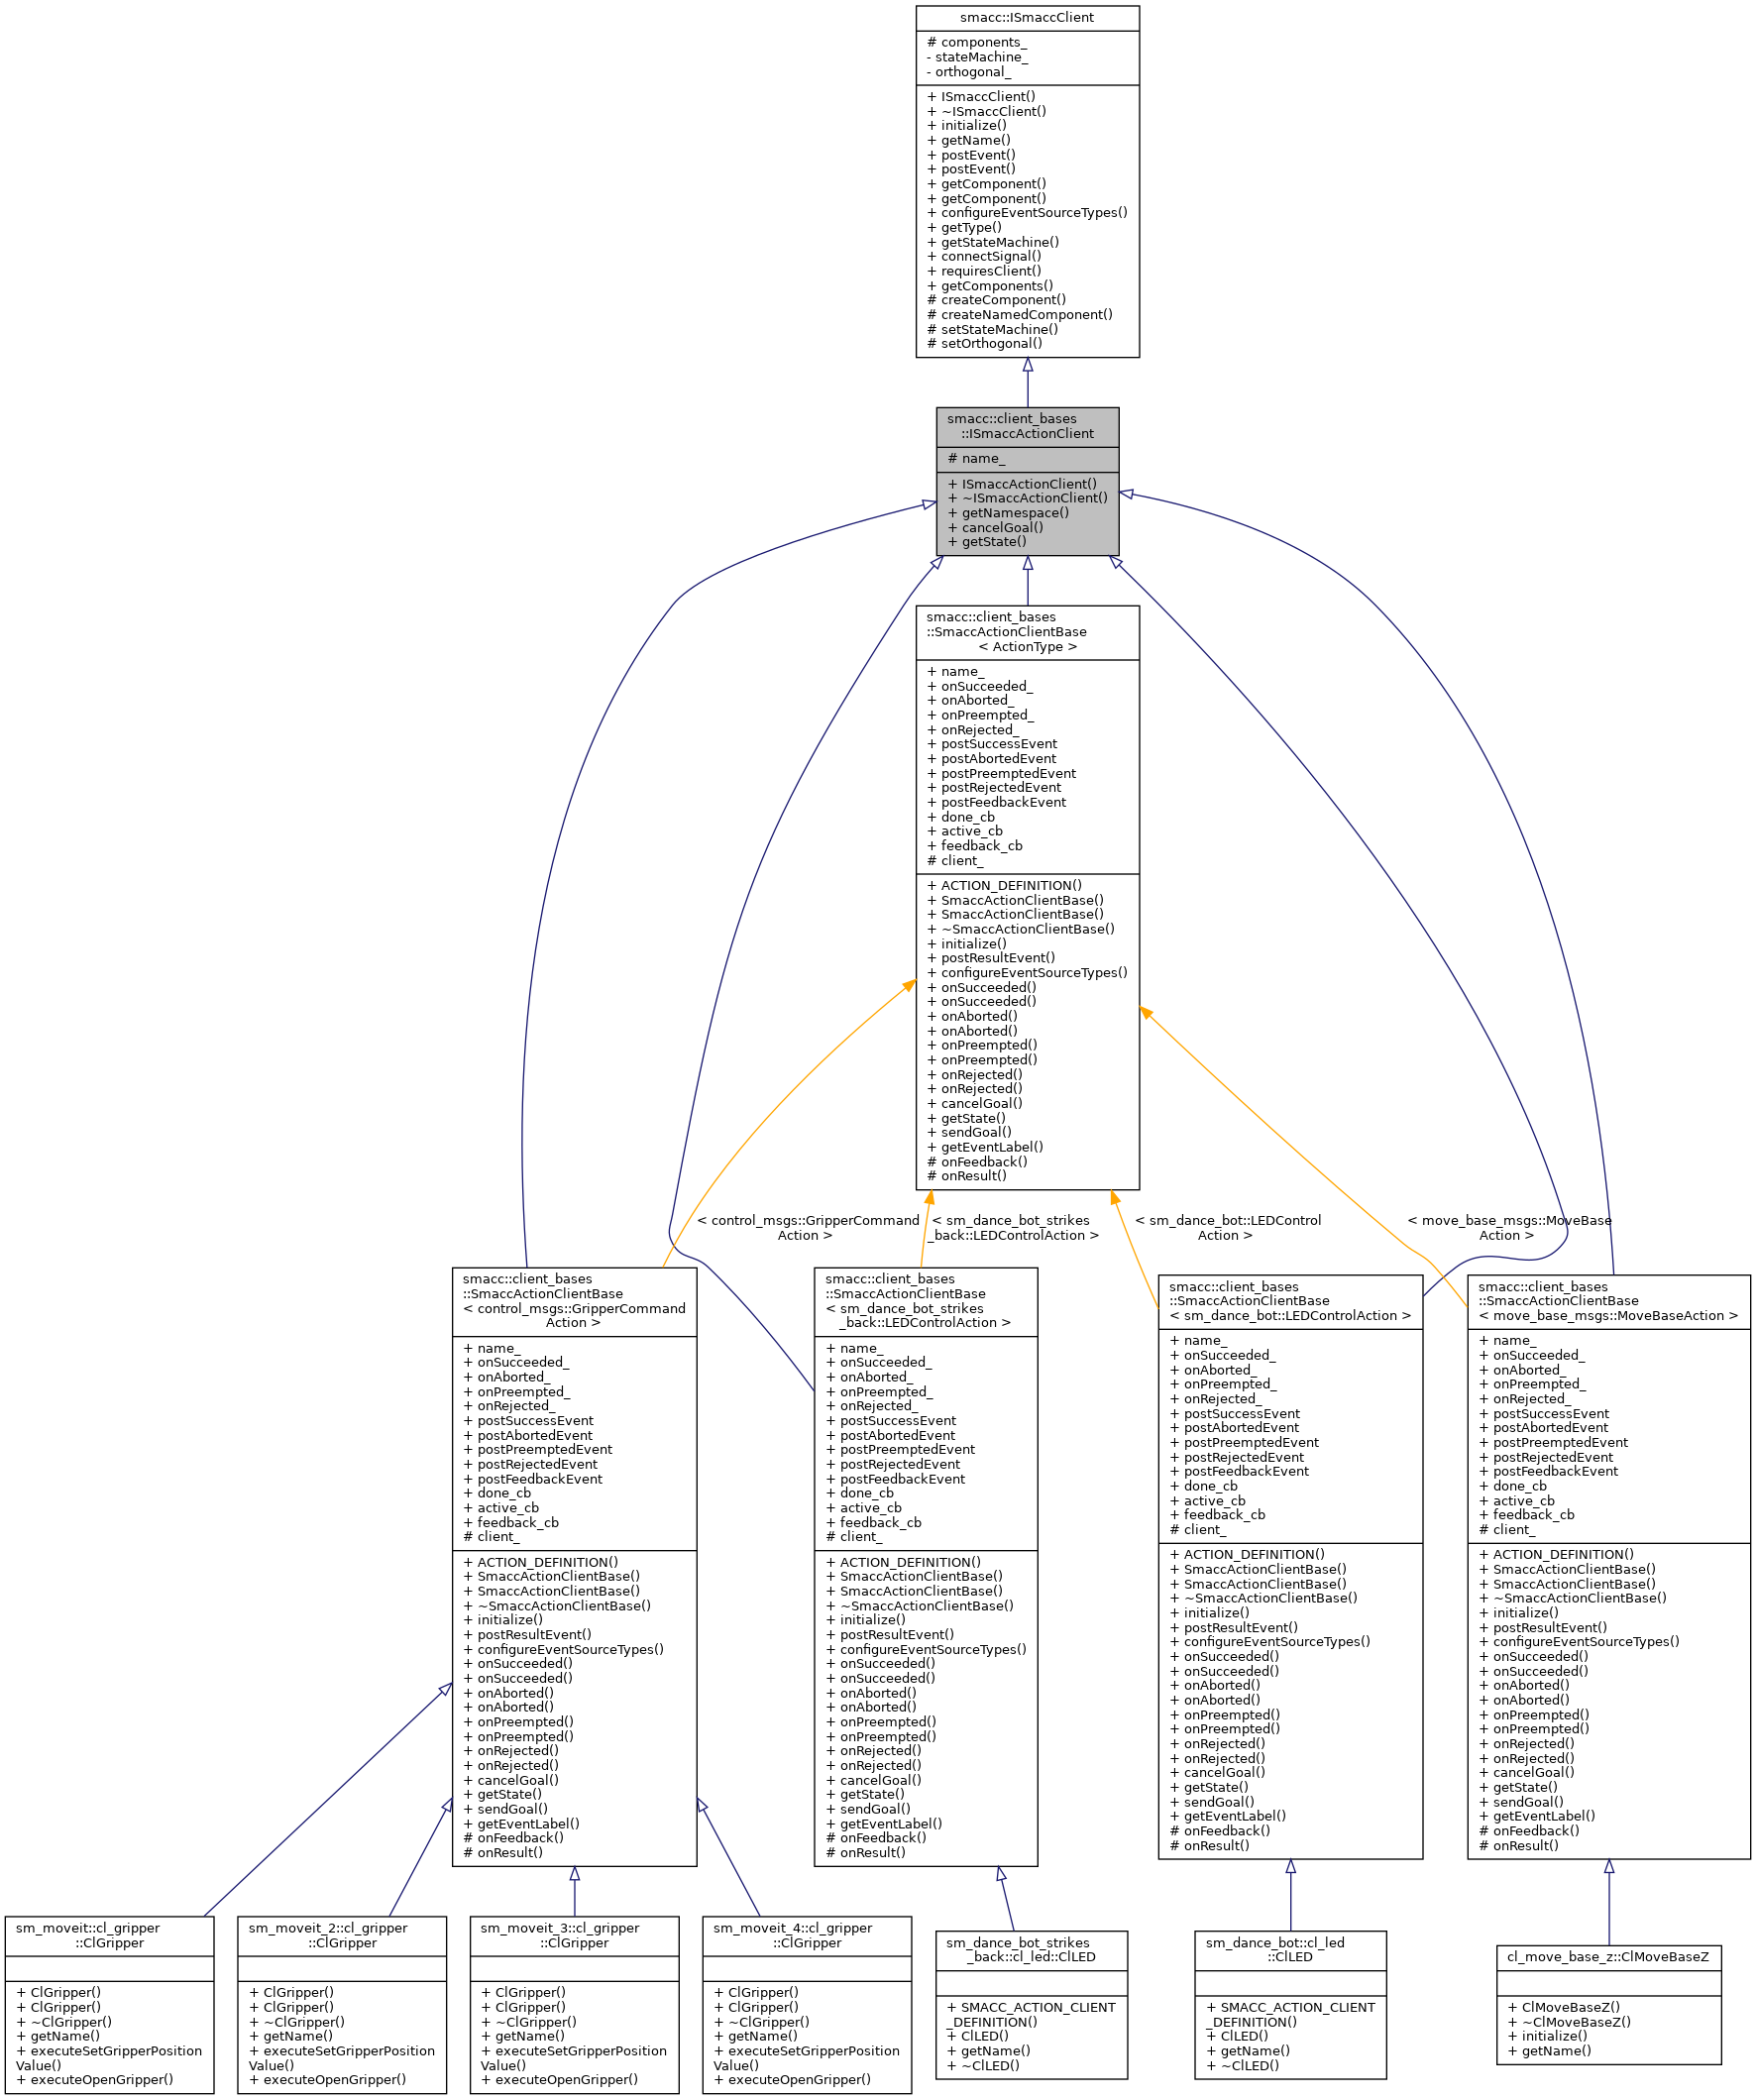 smacc::ISmaccClient
# components_
- stateMachine_
- orthogonal_
+ ISmaccClient()
+ ~ISmaccClient()
+ initialize()
+ getName()
+ postEvent()
+ postEvent()
+ getComponent()
+ getComponent()
+ configureEventSourceTypes()
+ getType()
+ getStateMachine()
+ connectSignal()
+ requiresClient()
+ getComponents()
# createComponent()
# createNamedComponent()
# setStateMachine()
# setOrthogonal()
smacc::client_bases
::ISmaccActionClient
# name_
+ ISmaccActionClient()
+ ~ISmaccActionClient()
+ getNamespace()
+ cancelGoal()
+ getState()
smacc::client_bases
::SmaccActionClientBase
< ActionType >
+ name_
+ onSucceeded_
+ onAborted_
+ onPreempted_
+ onRejected_
+ postSuccessEvent
+ postAbortedEvent
+ postPreemptedEvent
+ postRejectedEvent
+ postFeedbackEvent
+ done_cb
+ active_cb
+ feedback_cb
# client_
+ ACTION_DEFINITION()
+ SmaccActionClientBase()
+ SmaccActionClientBase()
+ ~SmaccActionClientBase()
+ initialize()
+ postResultEvent()
+ configureEventSourceTypes()
+ onSucceeded()
+ onSucceeded()
+ onAborted()
+ onAborted()
+ onPreempted()
+ onPreempted()
+ onRejected()
+ onRejected()
+ cancelGoal()
+ getState()
+ sendGoal()
+ getEventLabel()
# onFeedback()
# onResult()
< control_msgs::GripperCommand
Action >
< sm_dance_bot_strikes
_back::LEDControlAction >
< sm_dance_bot::LEDControl
Action >
< move_base_msgs::MoveBase
Action >
smacc::client_bases
::SmaccActionClientBase
< control_msgs::GripperCommand
Action >
+ name_
+ onSucceeded_
+ onAborted_
+ onPreempted_
+ onRejected_
+ postSuccessEvent
+ postAbortedEvent
+ postPreemptedEvent
+ postRejectedEvent
+ postFeedbackEvent
+ done_cb
+ active_cb
+ feedback_cb
# client_
+ ACTION_DEFINITION()
+ SmaccActionClientBase()
+ SmaccActionClientBase()
+ ~SmaccActionClientBase()
+ initialize()
+ postResultEvent()
+ configureEventSourceTypes()
+ onSucceeded()
+ onSucceeded()
+ onAborted()
+ onAborted()
+ onPreempted()
+ onPreempted()
+ onRejected()
+ onRejected()
+ cancelGoal()
+ getState()
+ sendGoal()
+ getEventLabel()
# onFeedback()
# onResult()
smacc::client_bases
::SmaccActionClientBase
< sm_dance_bot_strikes
_back::LEDControlAction >
+ name_
+ onSucceeded_
+ onAborted_
+ onPreempted_
+ onRejected_
+ postSuccessEvent
+ postAbortedEvent
+ postPreemptedEvent
+ postRejectedEvent
+ postFeedbackEvent
+ done_cb
+ active_cb
+ feedback_cb
# client_
+ ACTION_DEFINITION()
+ SmaccActionClientBase()
+ SmaccActionClientBase()
+ ~SmaccActionClientBase()
+ initialize()
+ postResultEvent()
+ configureEventSourceTypes()
+ onSucceeded()
+ onSucceeded()
+ onAborted()
+ onAborted()
+ onPreempted()
+ onPreempted()
+ onRejected()
+ onRejected()
+ cancelGoal()
+ getState()
+ sendGoal()
+ getEventLabel()
# onFeedback()
# onResult()
smacc::client_bases
::SmaccActionClientBase
< sm_dance_bot::LEDControlAction >
+ name_
+ onSucceeded_
+ onAborted_
+ onPreempted_
+ onRejected_
+ postSuccessEvent
+ postAbortedEvent
+ postPreemptedEvent
+ postRejectedEvent
+ postFeedbackEvent
+ done_cb
+ active_cb
+ feedback_cb
# client_
+ ACTION_DEFINITION()
+ SmaccActionClientBase()
+ SmaccActionClientBase()
+ ~SmaccActionClientBase()
+ initialize()
+ postResultEvent()
+ configureEventSourceTypes()
+ onSucceeded()
+ onSucceeded()
+ onAborted()
+ onAborted()
+ onPreempted()
+ onPreempted()
+ onRejected()
+ onRejected()
+ cancelGoal()
+ getState()
+ sendGoal()
+ getEventLabel()
# onFeedback()
# onResult()
smacc::client_bases
::SmaccActionClientBase
< move_base_msgs::MoveBaseAction >
+ name_
+ onSucceeded_
+ onAborted_
+ onPreempted_
+ onRejected_
+ postSuccessEvent
+ postAbortedEvent
+ postPreemptedEvent
+ postRejectedEvent
+ postFeedbackEvent
+ done_cb
+ active_cb
+ feedback_cb
# client_
+ ACTION_DEFINITION()
+ SmaccActionClientBase()
+ SmaccActionClientBase()
+ ~SmaccActionClientBase()
+ initialize()
+ postResultEvent()
+ configureEventSourceTypes()
+ onSucceeded()
+ onSucceeded()
+ onAborted()
+ onAborted()
+ onPreempted()
+ onPreempted()
+ onRejected()
+ onRejected()
+ cancelGoal()
+ getState()
+ sendGoal()
+ getEventLabel()
# onFeedback()
# onResult()
sm_moveit::cl_gripper
::ClGripper
+ ClGripper()
+ ClGripper()
+ ~ClGripper()
+ getName()
+ executeSetGripperPosition
Value()
+ executeOpenGripper()
sm_moveit_2::cl_gripper
::ClGripper
+ ClGripper()
+ ClGripper()
+ ~ClGripper()
+ getName()
+ executeSetGripperPosition
Value()
+ executeOpenGripper()
sm_moveit_3::cl_gripper
::ClGripper
+ ClGripper()
+ ClGripper()
+ ~ClGripper()
+ getName()
+ executeSetGripperPosition
Value()
+ executeOpenGripper()
sm_moveit_4::cl_gripper
::ClGripper
+ ClGripper()
+ ClGripper()
+ ~ClGripper()
+ getName()
+ executeSetGripperPosition
Value()
+ executeOpenGripper()
sm_dance_bot_strikes
_back::cl_led::ClLED
+ SMACC_ACTION_CLIENT
_DEFINITION()
+ ClLED()
+ getName()
+ ~ClLED()
sm_dance_bot::cl_led
::ClLED
+ SMACC_ACTION_CLIENT
_DEFINITION()
+ ClLED()
+ getName()
+ ~ClLED()
cl_move_base_z::ClMoveBaseZ
+ ClMoveBaseZ()
+ ~ClMoveBaseZ()
+ initialize()
+ getName()